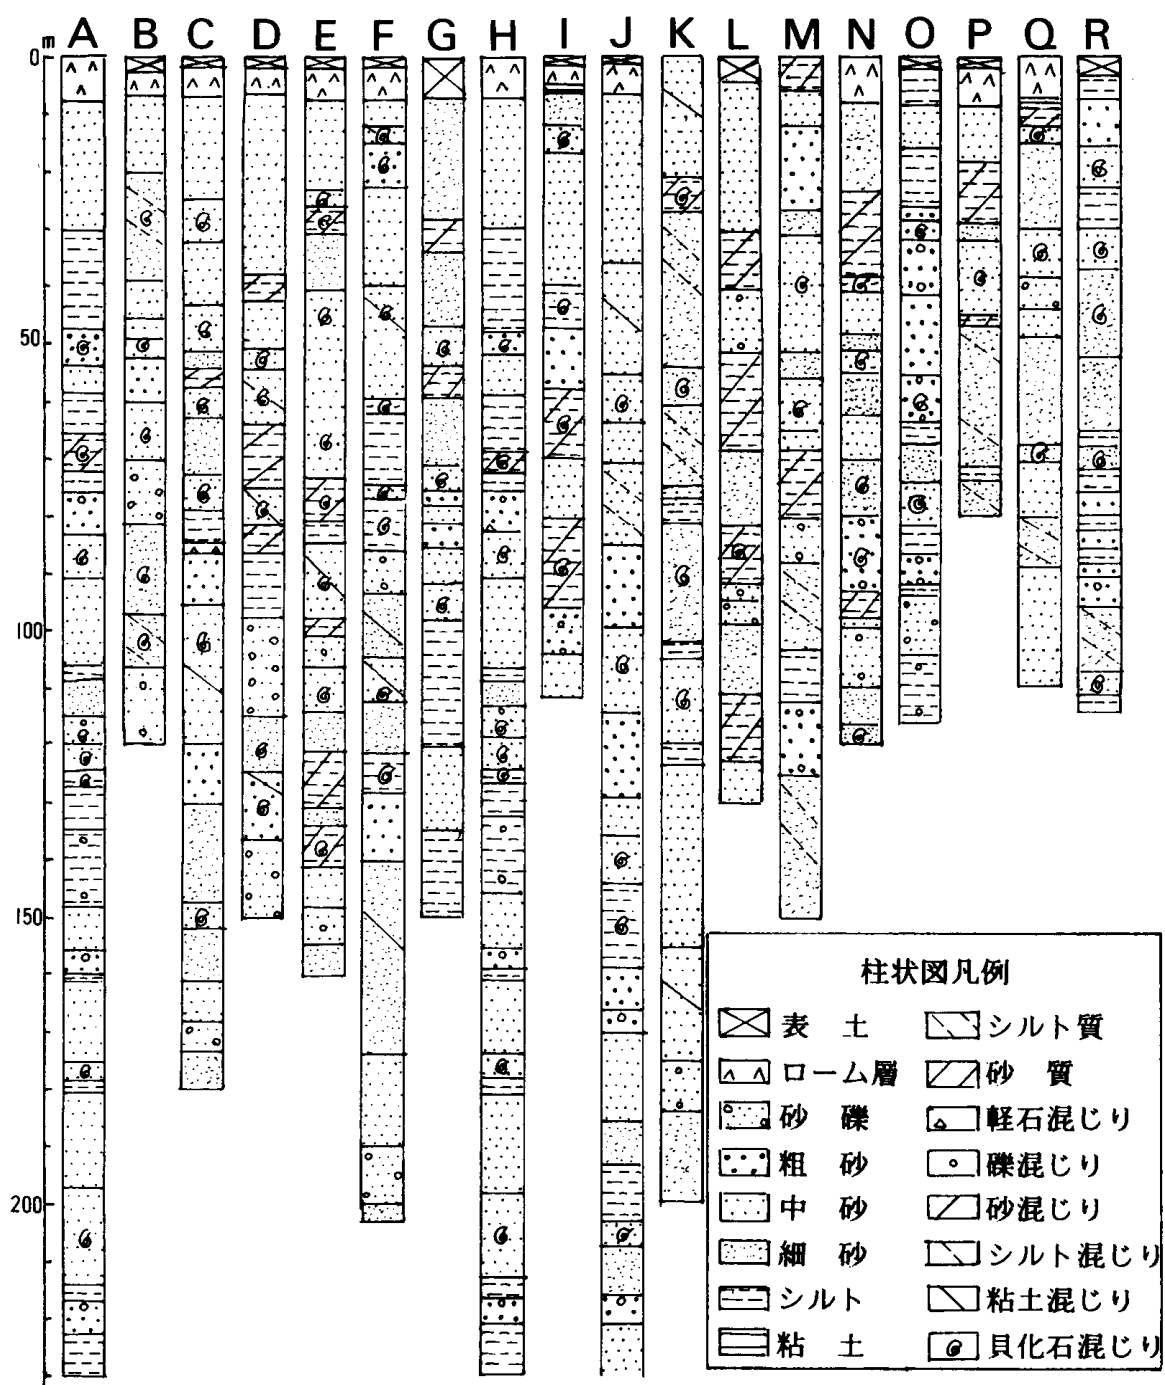 m A B C D E F G H I J K L M N O P Q R
0
50
100
150
200
柱状図凡例
表 土
シルト質
ローム層
砂 質
砂 礫
軽石混じり
粗 砂
礫混じり
中 砂
砂混じり
細 砂
シルト混じり
シルト
粘土混じり
粘 土
貝化石混じり